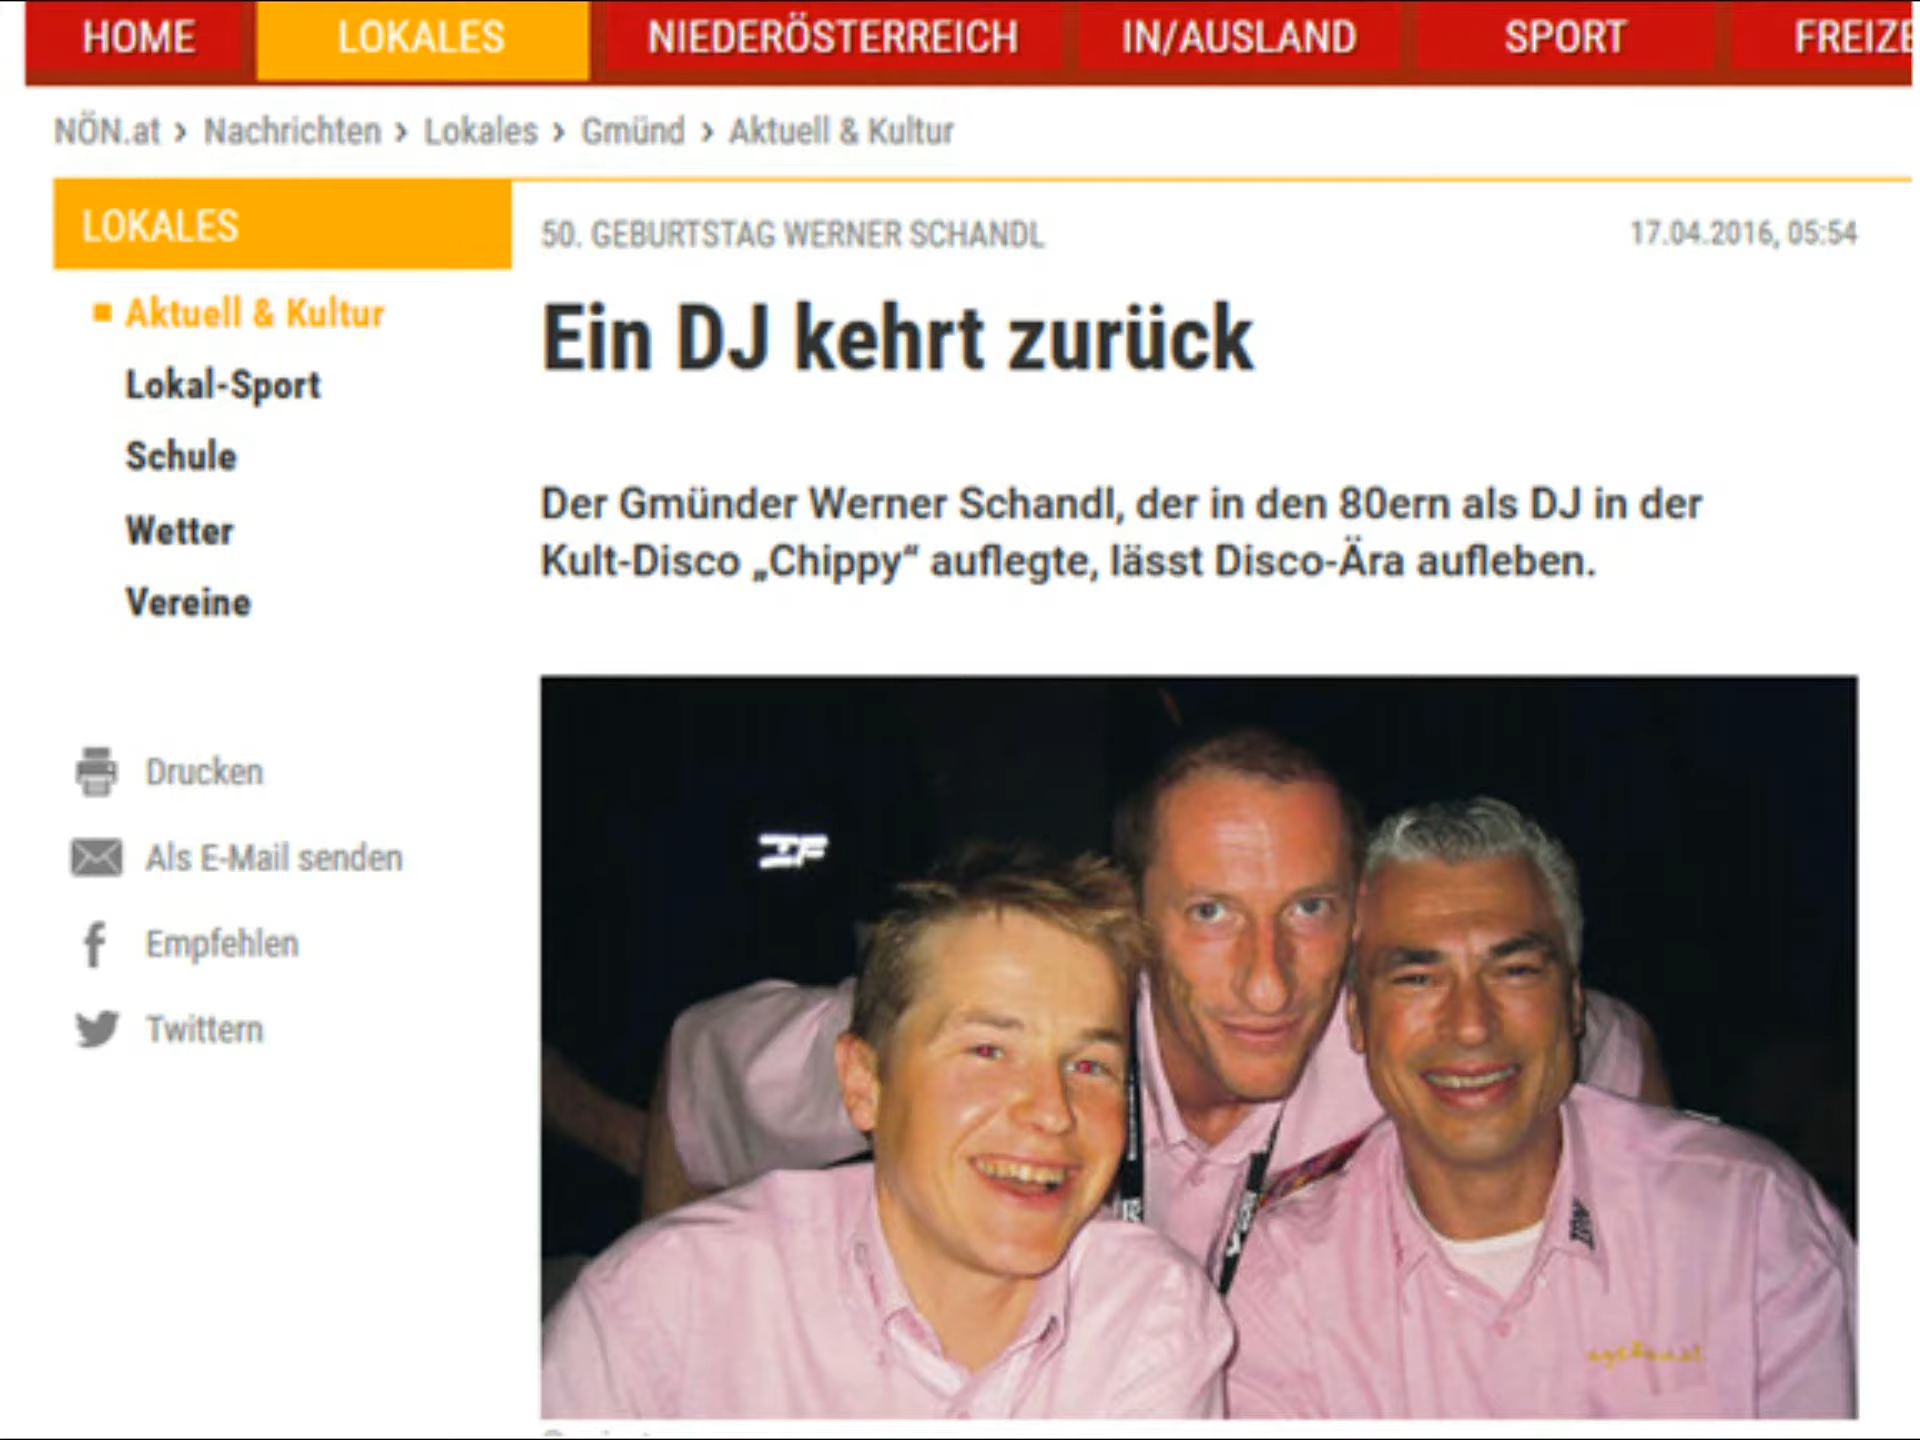 HOME LOKALES NIEDERÖSTERREICH IN/AUSLAND SPORT
NÖN.at › Nachrichten › Lokales › Gmünd › Aktuell & Kultur
LOKALES
Aktuell & Kultur
Lokal-Sport
Schule
Wetter
Vereine
Drucken
Als E-Mail senden
Empfehlen
Twittern
50. GEBURTSTAG WERNER SCHANDL 17.04.2016, 05:54
Ein DJ kehrt zurück
Der Gmünder Werner Schandl, der in den 80ern als DJ in der
Kult-Disco „Chippy“ auflegte, lässt Disco-Ära aufleben.